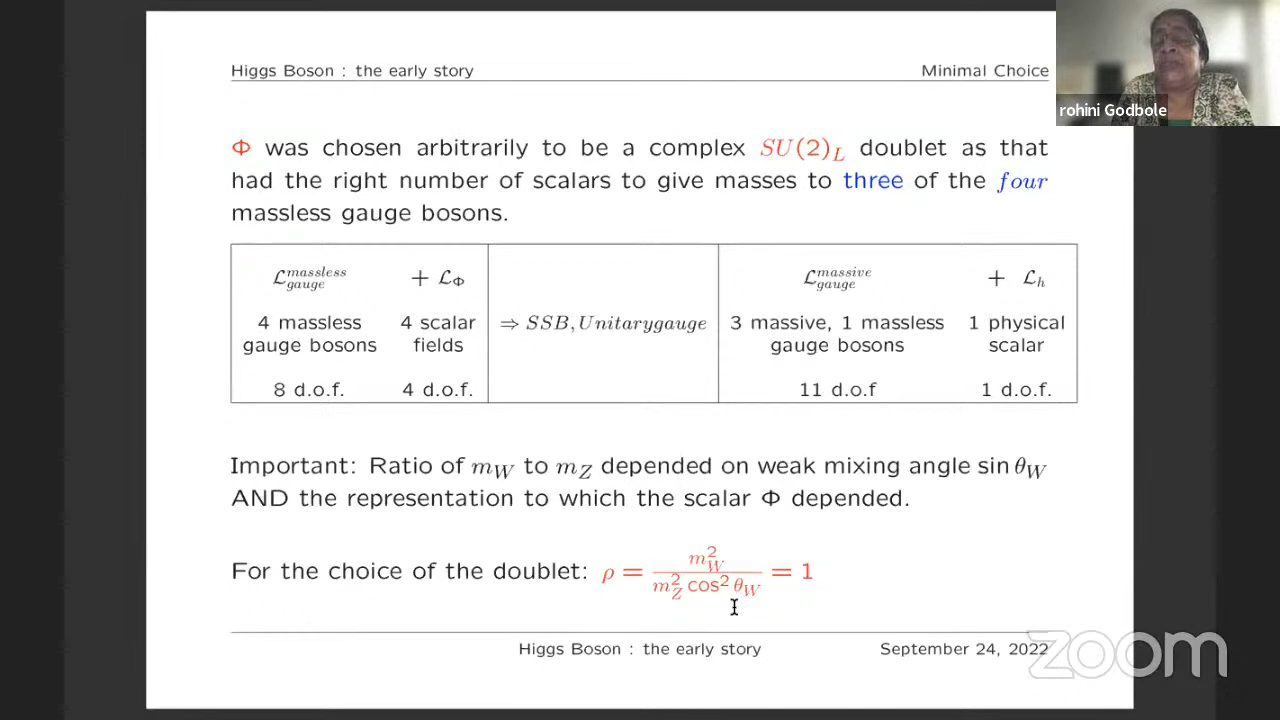 Higgs Boson : the early story Minimal Choice
rohini Godbole
Φ was chosen arbitrarily to be a complex SU(2)_L doublet as that
had the right number of scalars to give masses to three of the four
massless gauge bosons.
ℒ^{massless}_{gauge} + ℒ_Φ ℒ^{massive}_{gauge} + ℒ_h
4 massless 4 scalar ⇒ SSB, Unitarygauge 3 massive, 1 massless 1 physical
gauge bosons fields gauge bosons scalar
8 d.o.f. 4 d.o.f. 11 d.o.f 1 d.o.f.
Important: Ratio of m_W to m_Z depended on weak mixing angle sin θ_W
AND the representation to which the scalar Φ depended.
For the choice of the doublet: ρ = m_W^2 / (m_Z^2 cos^2 θ_W) = 1
Higgs Boson : the early story September 24, 2022
zoom